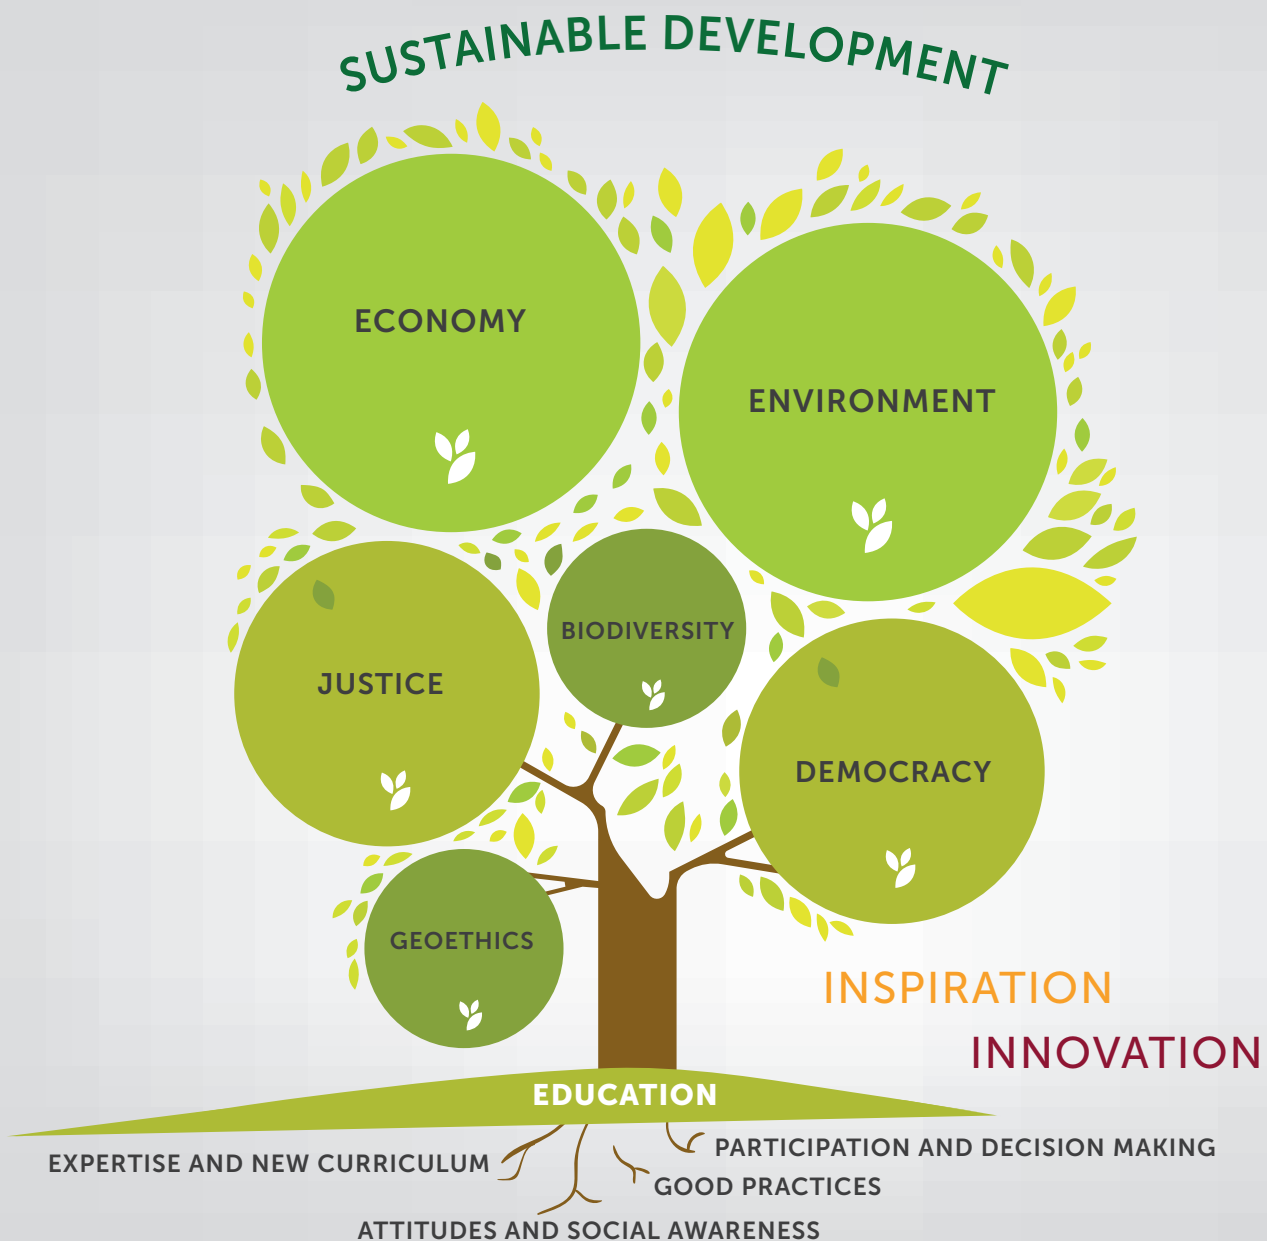 SUSTAINABLE DEVELOPMENT
ECONOMY
ENVIRONMENT
BIODIVERSITY
JUSTICE
DEMOCRACY
GEOETHICS
INSPIRATION
INNOVATION
EDUCATION
EXPERTISE AND NEW CURRICULUM
PARTICIPATION AND DECISION MAKING
GOOD PRACTICES
ATTITUDES AND SOCIAL AWARENESS